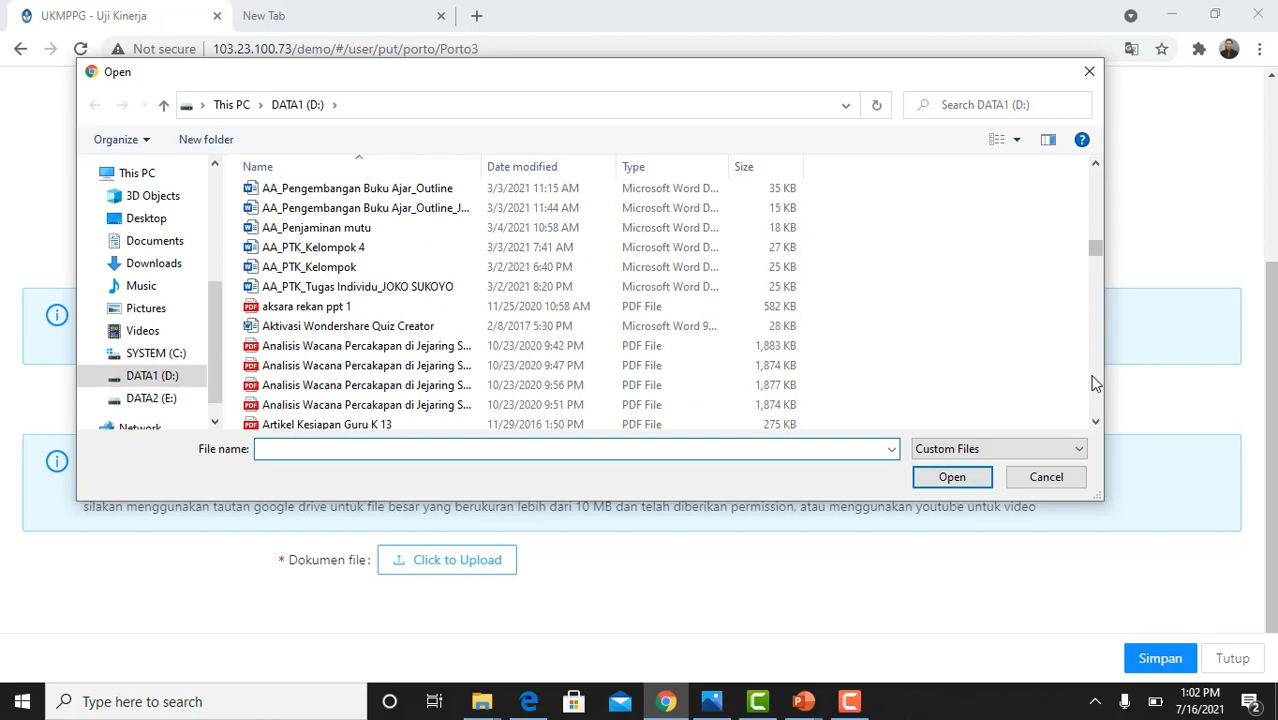 UKMPPG - Uji Kinerja
New Tab
Not secure 103.23.100.73/demo/#/user/put/porto/Porto3
Open
This PC DATA1 (D:)
Search DATA1 (D:)
Organize New folder
Name Date modified Type Size
This PC
3D Objects
Desktop
Documents
Downloads
Music
Pictures
Videos
SYSTEM (C:)
DATA1 (D:)
DATA2 (E:)
Network
AA_Pengembangan Buku Ajar_Outline 3/3/2021 11:15 AM Microsoft Word D... 35 KB
AA_Pengembangan Buku Ajar_Outline_J... 3/3/2021 11:44 AM Microsoft Word D... 15 KB
AA_Penjaminan mutu 3/4/2021 10:58 AM Microsoft Word D... 18 KB
AA_PTK_Kelompok 4 3/3/2021 7:41 AM Microsoft Word D... 27 KB
AA_PTK_Kelompok 3/2/2021 6:40 PM Microsoft Word D... 25 KB
AA_PTK_Tugas Individu_JOKO SUKOYO 3/2/2021 8:20 PM Microsoft Word D... 25 KB
aksara rekan ppt 1 11/25/2020 10:58 AM PDF File 582 KB
Aktivasi Wondershare Quiz Creator 2/8/2017 5:30 PM Microsoft Word 9... 28 KB
Analisis Wacana Percakapan di Jejaring S... 10/23/2020 9:42 PM PDF File 1,883 KB
Analisis Wacana Percakapan di Jejaring S... 10/23/2020 9:47 PM PDF File 1,874 KB
Analisis Wacana Percakapan di Jejaring S... 10/23/2020 9:56 PM PDF File 1,877 KB
Analisis Wacana Percakapan di Jejaring S... 10/23/2020 9:51 PM PDF File 1,874 KB
Artikel Kesiapan Guru K 13 11/29/2016 1:50 PM PDF File 275 KB
File name:
Custom Files
Open Cancel
silakan menggunakan tautan google drive untuk file besar yang berukuran lebih dari 10 MB dan telah diberikan permission, atau menggunakan youtube untuk video
* Dokumen file: Click to Upload
Simpan Tutup
Type here to search
1:02 PM
7/16/2021
2